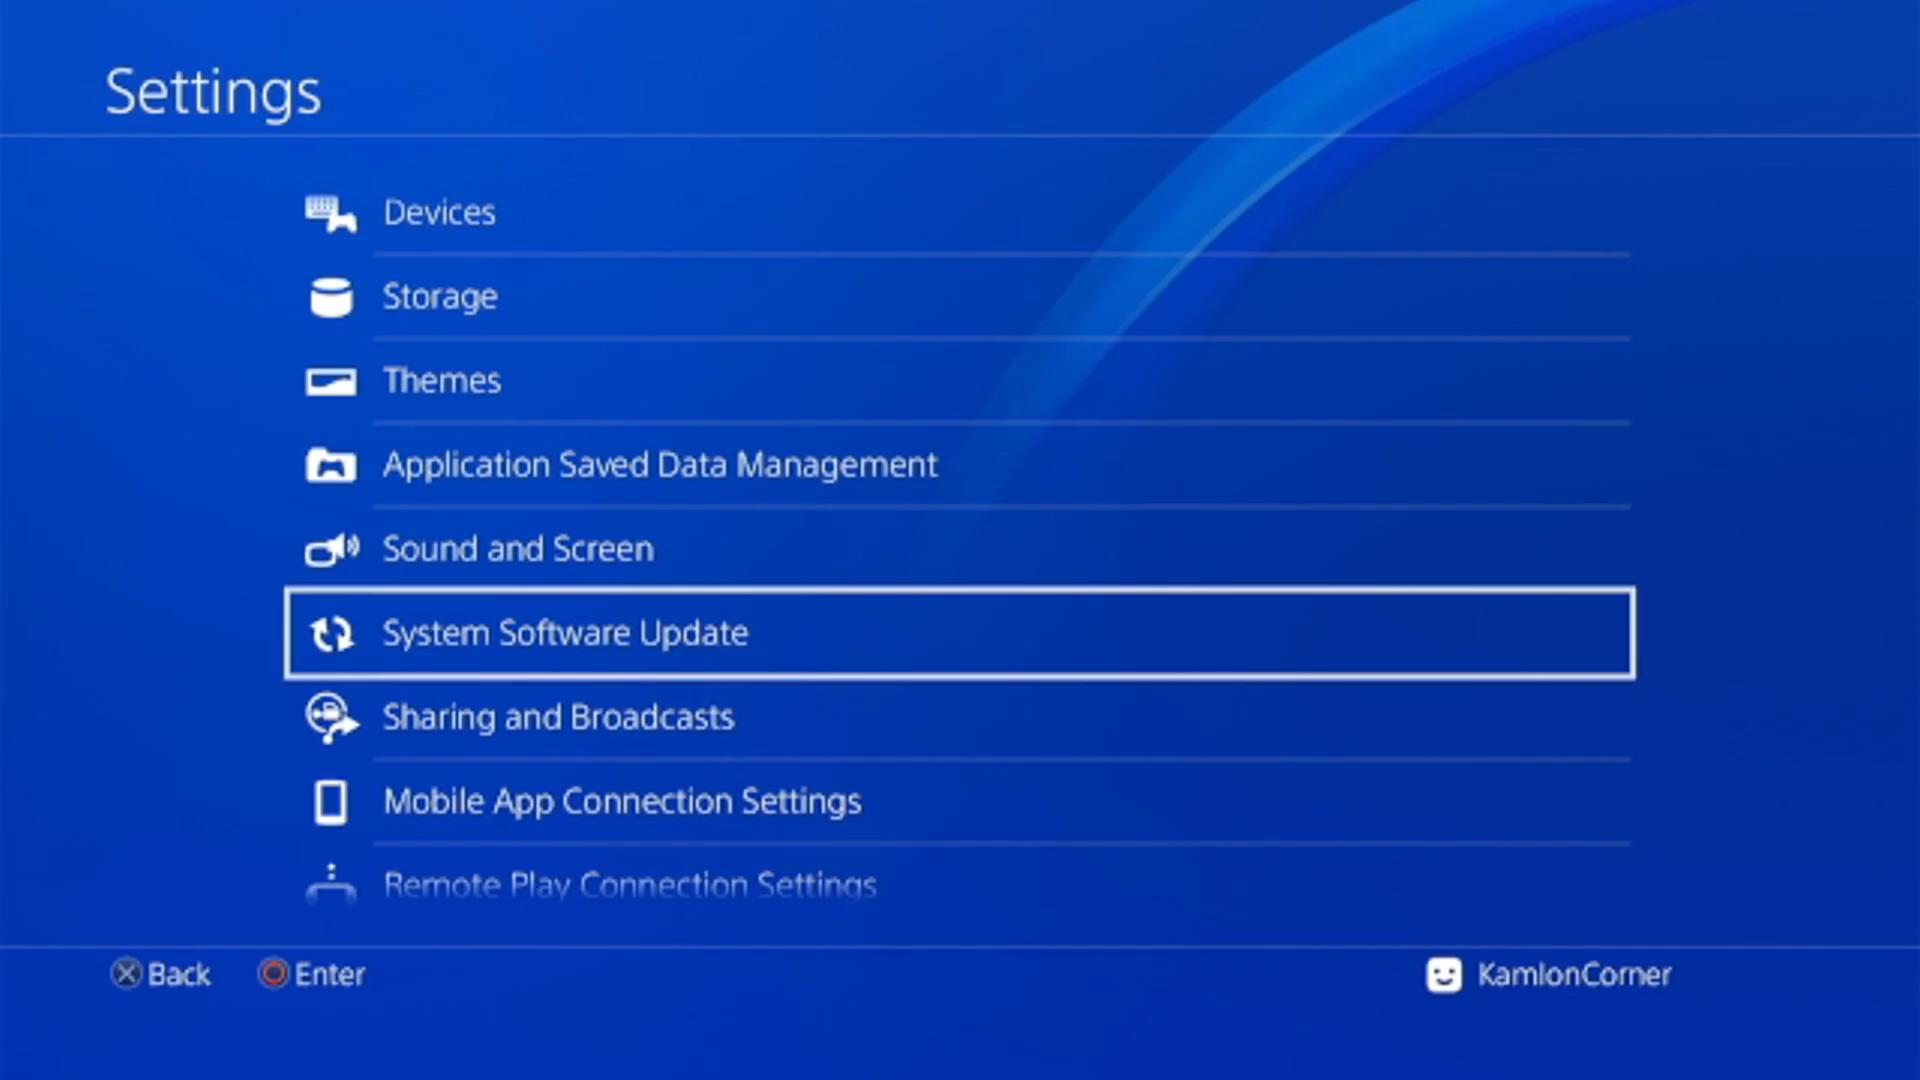 Settings
Devices
Storage
Themes
Application Saved Data Management
Sound and Screen
System Software Update
Sharing and Broadcasts
Mobile App Connection Settings
Remote Play Connection Settings
Back Enter KamlonCorner